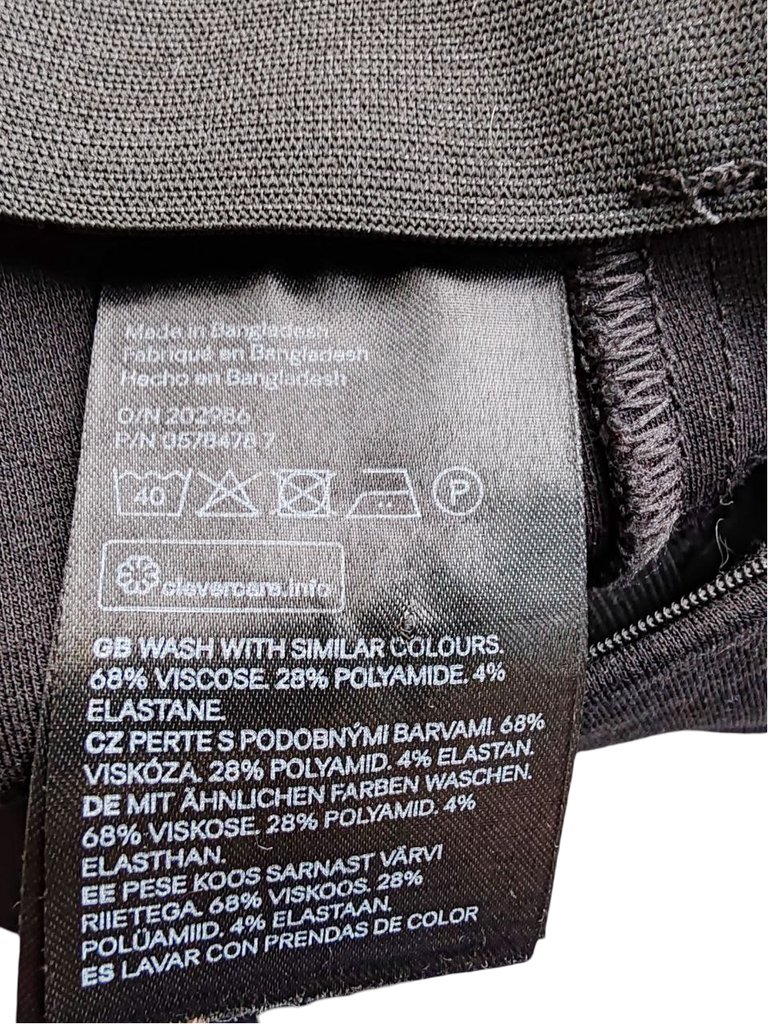 Made in Bangladesh
Fabriqué en Bangladesh
Hecho en Bangladesh
O/N 202986
P/N 0578478 7
40 P
clevercare.info
GB WASH WITH SIMILAR COLOURS.
68% VISCOSE. 28% POLYAMIDE. 4%
ELASTANE.
CZ PERTE S PODOBNÝMI BARVAMI. 68%
VISKÓZA. 28% POLYAMID. 4% ELASTAN.
DE MIT ÄHNLICHEN FARBEN WASCHEN.
68% VISKOSE. 28% POLYAMID. 4%
ELASTHAN.
EE PESE KOOS SARNAST VÄRVI
RIIETEGA. 68% VISKOOS. 28%
POLÜAMIID. 4% ELASTAAN.
ES LAVAR CON PRENDAS DE COLOR